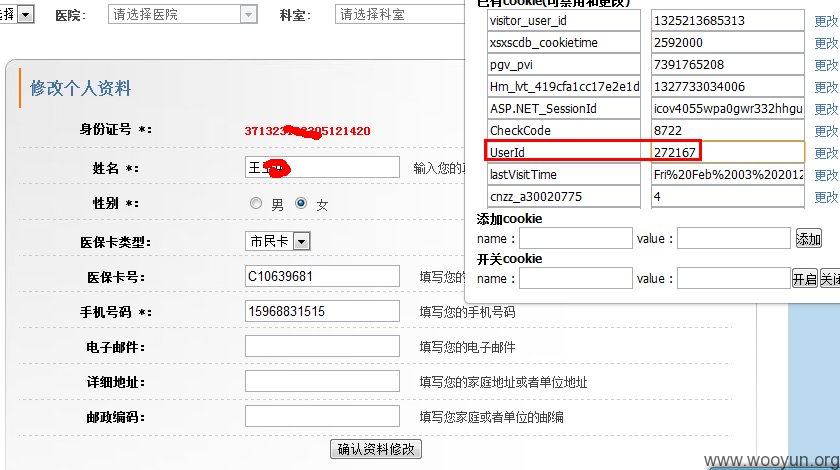 医院: 请选择医院 科室: 请选择科室
修改个人资料
身份证号 *:
姓名 *: 王 输入您的
性别 *: 男 女
医保卡类型: 市民卡
医保卡号: C10639681 填写您的
手机号码 *: 15968831515 填写您的手机号码
电子邮件: 填写您的电子邮件
详细地址: 填写您的家庭地址或者单位地址
邮政编码: 填写您家庭或者单位的邮编
确认资料修改
已有cookie(可禁用和更改)
visitor_user_id 1325213685313 更改
xsxscdb_cookietime 2592000 更改
pgv_pvi 7391765208 更改
Hm_lvt_419cfa1cc17e2e1d 1327733034006 更改
ASP.NET_SessionId icov4055wpa0gwr332hhgu 更改
CheckCode 8722 更改
UserId 272167 更改
lastVisitTime Fri%20Feb%2003%202012 更改
cnzz_a30020775 4 更改
添加cookie
name : value : 添加
开关cookie
name : value : 开启 关闭
www.wooyun.org